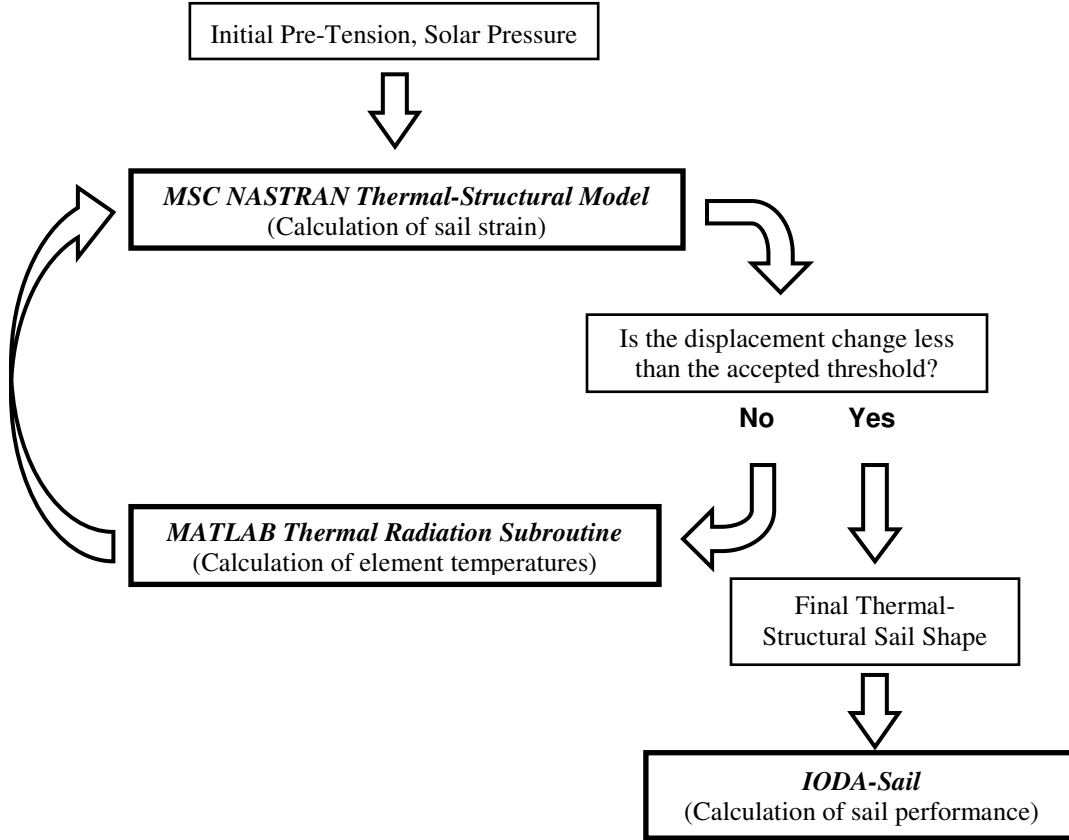 Initial Pre-Tension, Solar Pressure
MSC NASTRAN Thermal-Structural Model
(Calculation of sail strain)
Is the displacement change less
than the accepted threshold?
No Yes
MATLAB Thermal Radiation Subroutine
(Calculation of element temperatures)
Final Thermal-
Structural Sail Shape
IODA-Sail
(Calculation of sail performance)